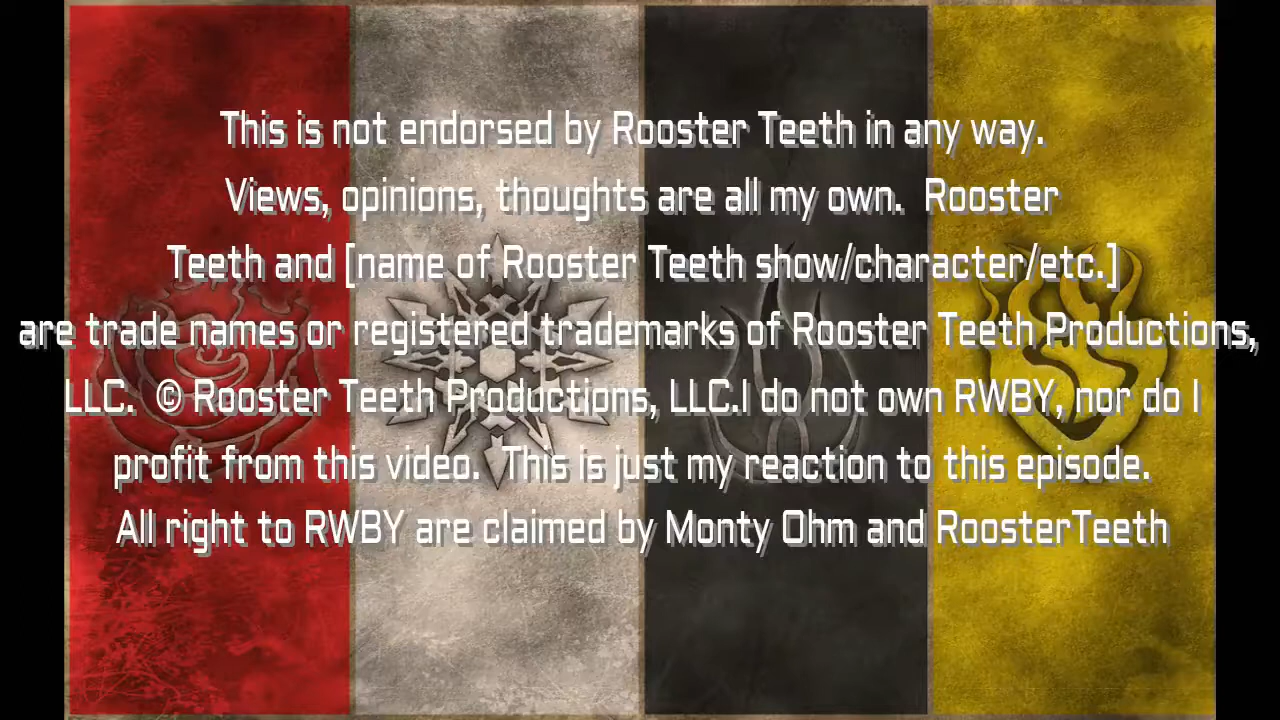 This is not endorsed by Rooster Teeth in any way.
Views, opinions, thoughts are all my own.  Rooster
Teeth and [name of Rooster Teeth show/character/etc.]
are trade names or registered trademarks of Rooster Teeth Productions,
LLC.  © Rooster Teeth Productions, LLC.I do not own RWBY, nor do I
profit from this video.  This is just my reaction to this episode.
All right to RWBY are claimed by Monty Ohm and RoosterTeeth